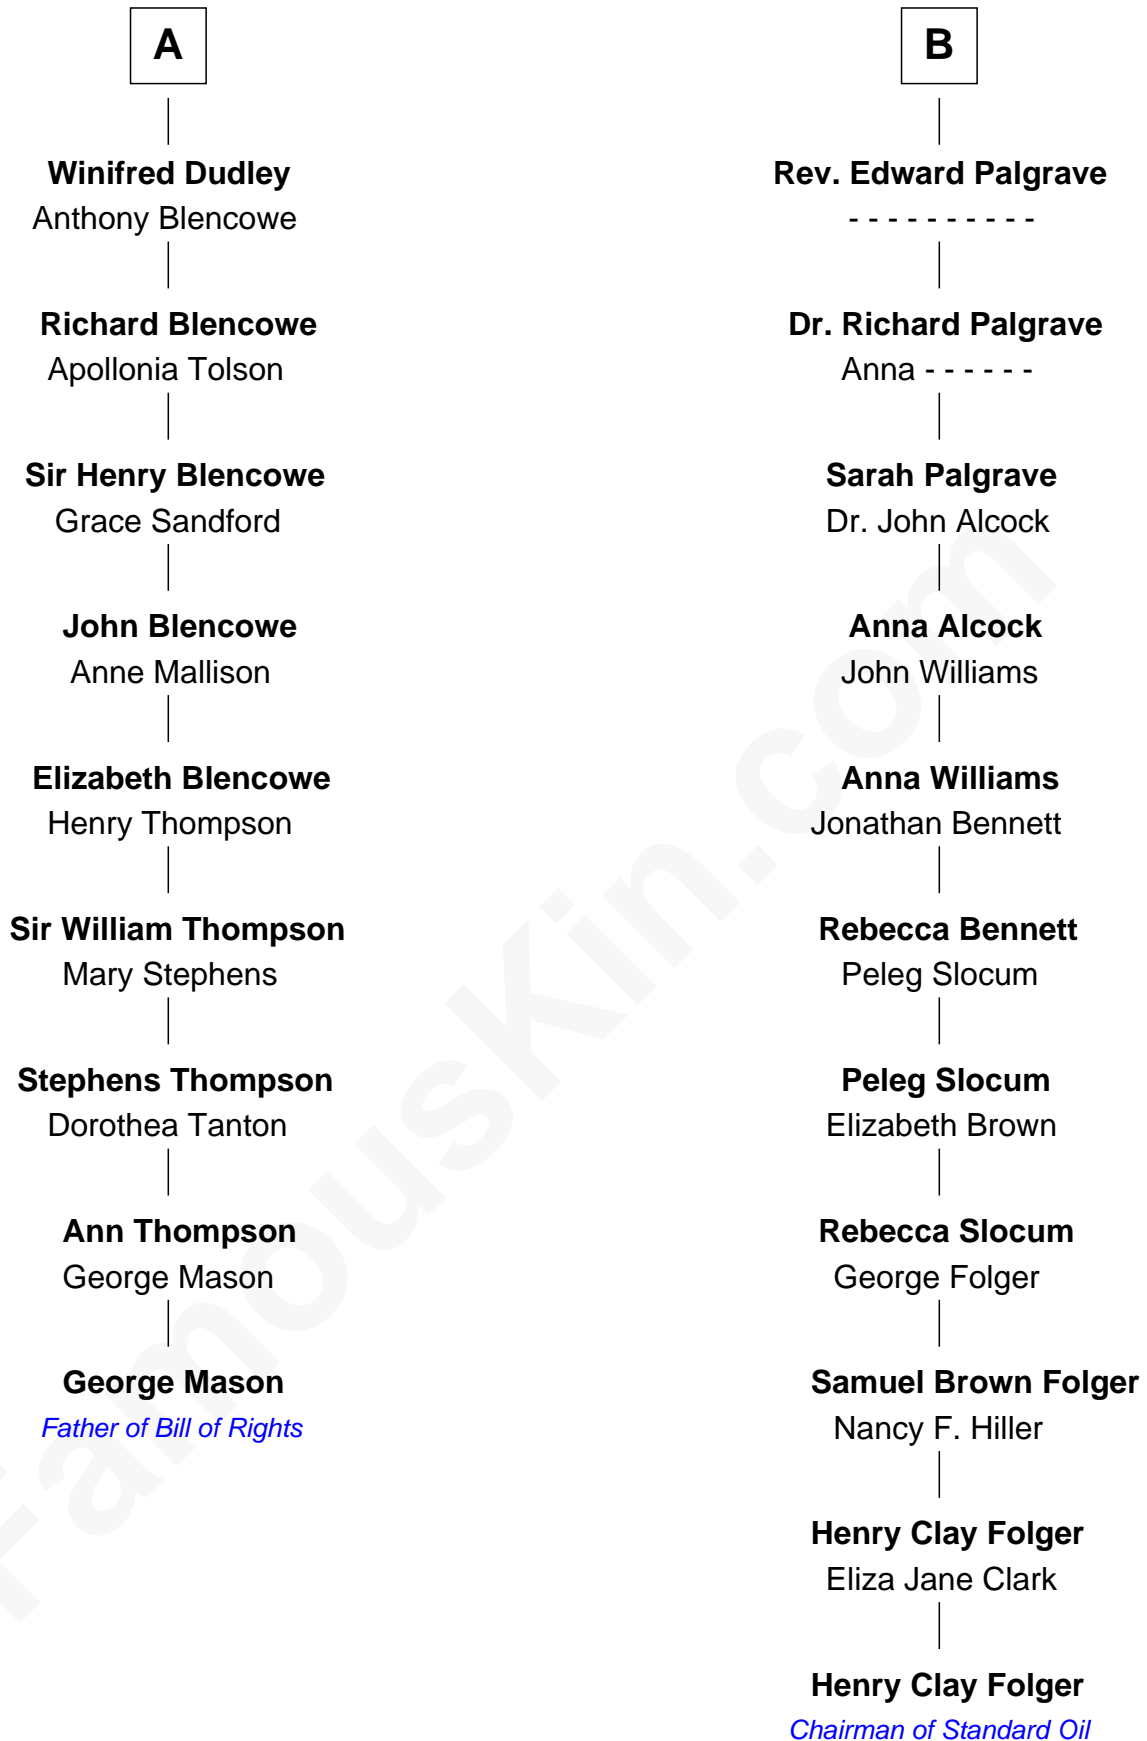 A
Winifred Dudley
Anthony Blencowe
Richard Blencowe
Apollonia Tolson
Sir Henry Blencowe
Grace Sandford
John Blencowe
Anne Mallison
Elizabeth Blencowe
Henry Thompson
Sir William Thompson
Mary Stephens
Stephens Thompson
Dorothea Tanton
Ann Thompson
George Mason
George Mason
Father of Bill of Rights
B
Rev. Edward Palgrave
- - - - - - - - - -
Dr. Richard Palgrave
Anna - - - - - -
Sarah Palgrave
Dr. John Alcock
Anna Alcock
John Williams
Anna Williams
Jonathan Bennett
Rebecca Bennett
Peleg Slocum
Peleg Slocum
Elizabeth Brown
Rebecca Slocum
George Folger
Samuel Brown Folger
Nancy F. Hiller
Henry Clay Folger
Eliza Jane Clark
Henry Clay Folger
Chairman of Standard Oil
FamousKin.com